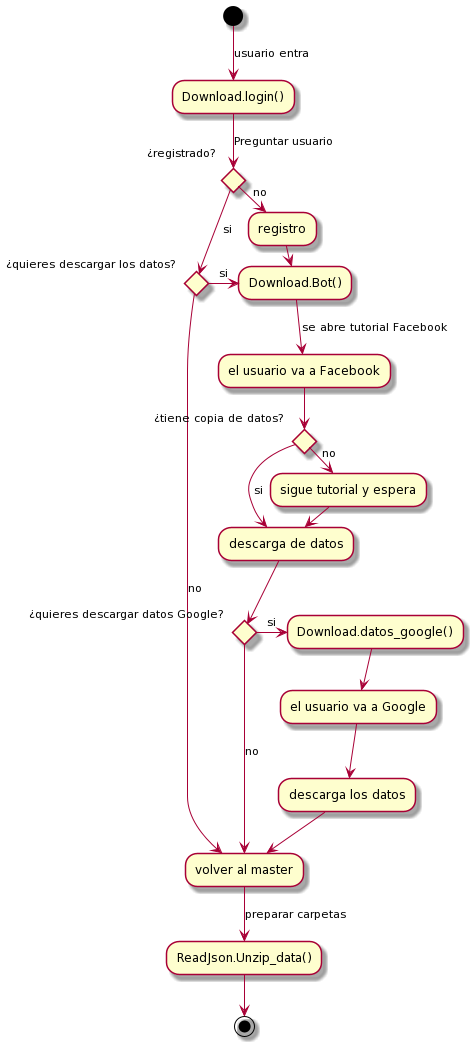 usuario entra
Download.login()
Preguntar usuario
¿registrado?
no
registro
si
¿quieres descargar los datos?
si
Download.Bot()
se abre tutorial Facebook
el usuario va a Facebook
¿tiene copia de datos?
no
si
sigue tutorial y espera
descarga de datos
no
¿quieres descargar datos Google?
si
Download.datos_google()
el usuario va a Google
no
descarga los datos
volver al master
preparar carpetas
ReadJson.Unzip_data()